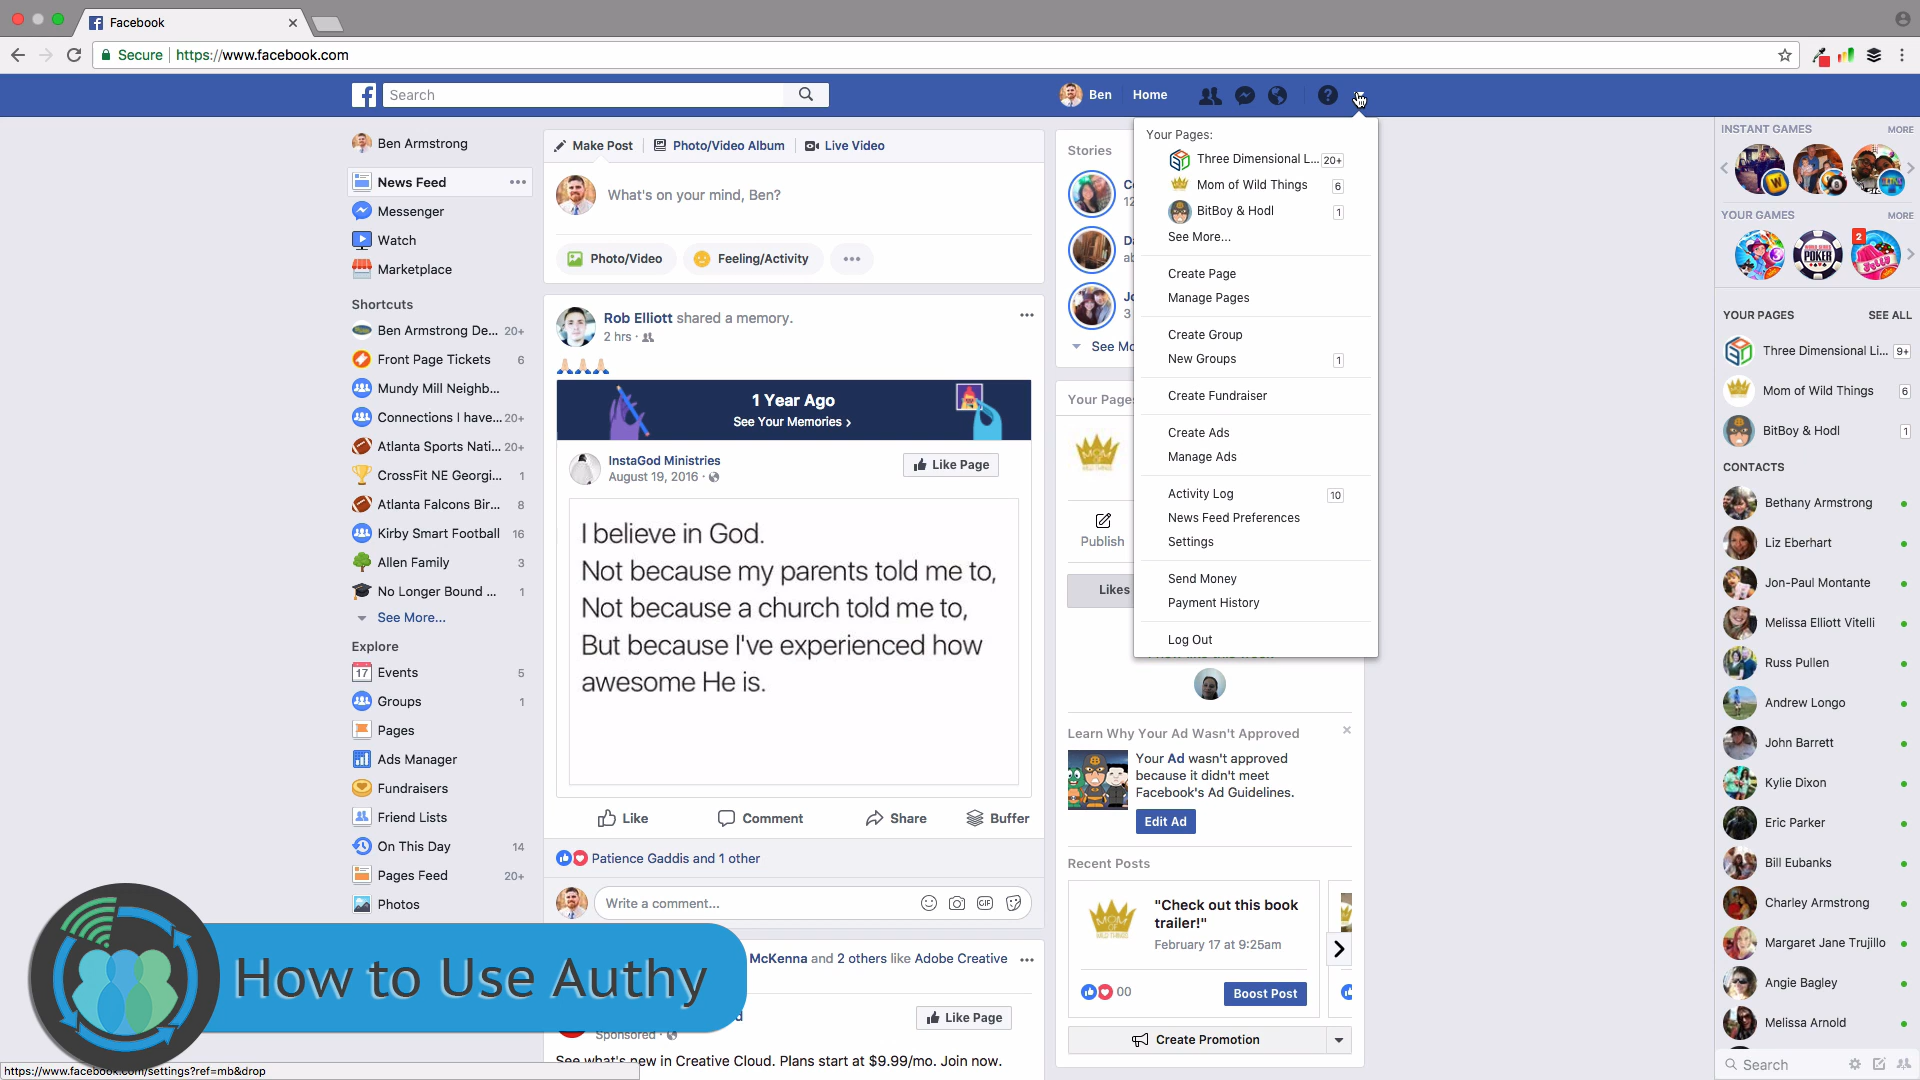 Facebook
Secure
https://www.facebook.com
Search
Ben
Home
Ben Armstrong
News Feed
Messenger
Watch
Marketplace
Shortcuts
Ben Armstrong De... 20+
Front Page Tickets 6
Mundy Mill Neighb...
Connections I have... 20+
Atlanta Sports Nati... 20+
CrossFit NE Georgi... 1
Atlanta Falcons Bir... 8
Kirby Smart Football 16
Allen Family 3
No Longer Bound ... 1
See More...
Explore
Events 5
Groups 1
Pages
Ads Manager
Fundraisers
Friend Lists
On This Day 14
Pages Feed 20+
Photos
Make Post
Photo/Video Album
Live Video
What's on your mind, Ben?
Photo/Video
Feeling/Activity
Rob Elliott shared a memory.
2 hrs
1 Year Ago
See Your Memories ›
InstaGod Ministries
August 19, 2016
Like Page
I believe in God.
Not because my parents told me to,
Not because a church told me to,
But because I've experienced how
awesome He is.
Like
Comment
Share
Buffer
Patience Gaddis and 1 other
Write a comment...
GIF
McKenna and 2 others like Adobe Creative
Like Page
Sponsored
See what's new in Creative Cloud. Plans start at $9.99/mo. Join now.
Stories
See Mo
Your Pages
Publish
Likes
Your Pages:
Three Dimensional L... 20+
Mom of Wild Things 6
BitBoy & Hodl 1
See More...
Create Page
Manage Pages
Create Group
New Groups 1
Create Fundraiser
Create Ads
Manage Ads
Activity Log 10
News Feed Preferences
Settings
Send Money
Payment History
Log Out
Learn Why Your Ad Wasn't Approved
Your Ad wasn't approved
because it didn't meet
Facebook's Ad Guidelines.
Edit Ad
Recent Posts
"Check out this book
trailer!"
February 17 at 9:25am
00
Boost Post
Create Promotion
INSTANT GAMES
MORE
YOUR GAMES
MORE
2
POKER
Jelly
YOUR PAGES
SEE ALL
Three Dimensional Li... 9+
Mom of Wild Things 6
BitBoy & Hodl 1
CONTACTS
Bethany Armstrong
Liz Eberhart
Jon-Paul Montante
Melissa Elliott Vitelli
Russ Pullen
Andrew Longo
John Barrett
Kylie Dixon
Eric Parker
Bill Eubanks
Charley Armstrong
Margaret Jane Trujillo
Angie Bagley
Melissa Arnold
Search
How to Use Authy
https://www.facebook.com/settings?ref=mb&drop